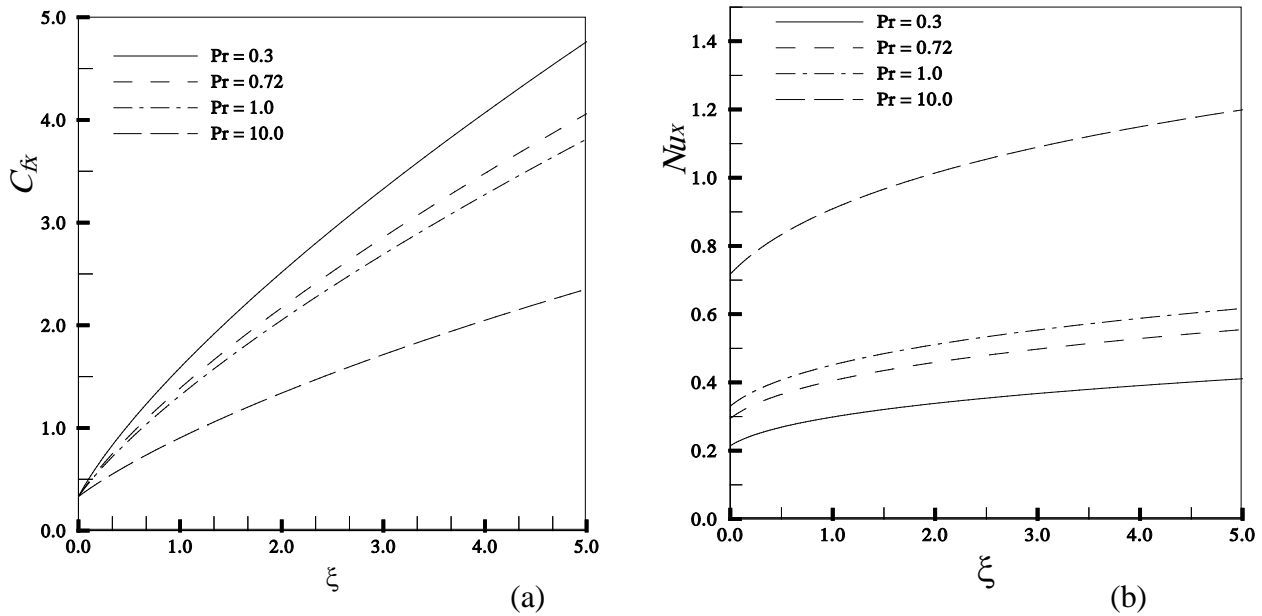 5.0
4.0
3.0
2.0
1.0
0.0
C_{fx}
Pr = 0.3
Pr = 0.72
Pr = 1.0
Pr = 10.0
0.0 1.0 2.0 3.0 4.0 5.0
ξ
(a)
1.4
1.2
1.0
0.8
0.6
0.4
0.2
0.0
Nu_x
Pr = 0.3
Pr = 0.72
Pr = 1.0
Pr = 10.0
0.0 1.0 2.0 3.0 4.0 5.0
ξ
(b)